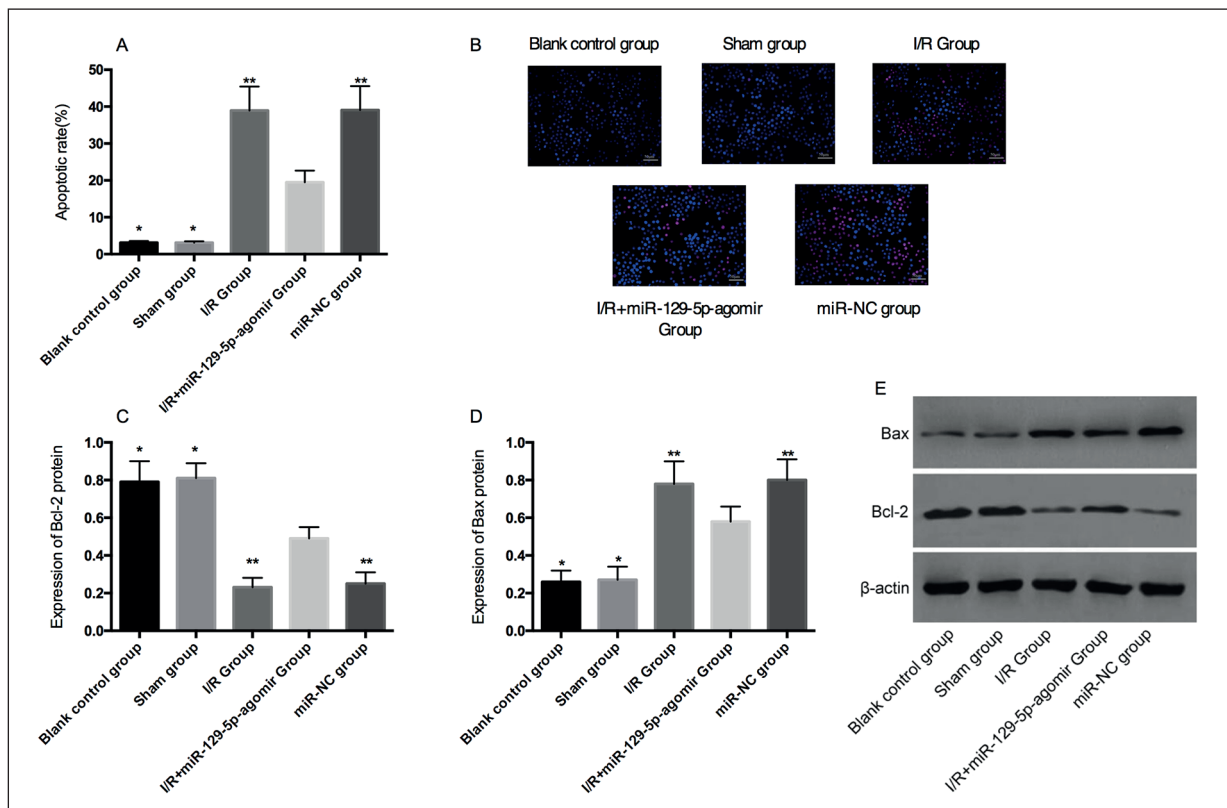 A
Apoptotic rate(%)
50
40
30
20
10
0
*
*
**
**
Blank control group
Sham group
I/R Group
I/R+miR-129-5p-agomir Group
miR-NC group
B
Blank control group
Sham group
I/R Group
I/R+miR-129-5p-agomir
Group
miR-NC group
C
Expression of Bcl-2 protein
1.0
0.8
0.6
0.4
0.2
0.0
*
*
**
**
Blank control group
Sham group
I/R Group
I/R+miR-129-5p-agomir Group
miR-NC group
D
Expression of Bax protein
1.0
0.8
0.6
0.4
0.2
0.0
*
*
**
**
Blank control group
Sham group
I/R Group
I/R+miR-129-5p-agomir Group
miR-NC group
E
Bax
Bcl-2
β-actin
Blank control group
Sham group
I/R Group
I/R+miR-129-5p-agomir Group
miR-NC group